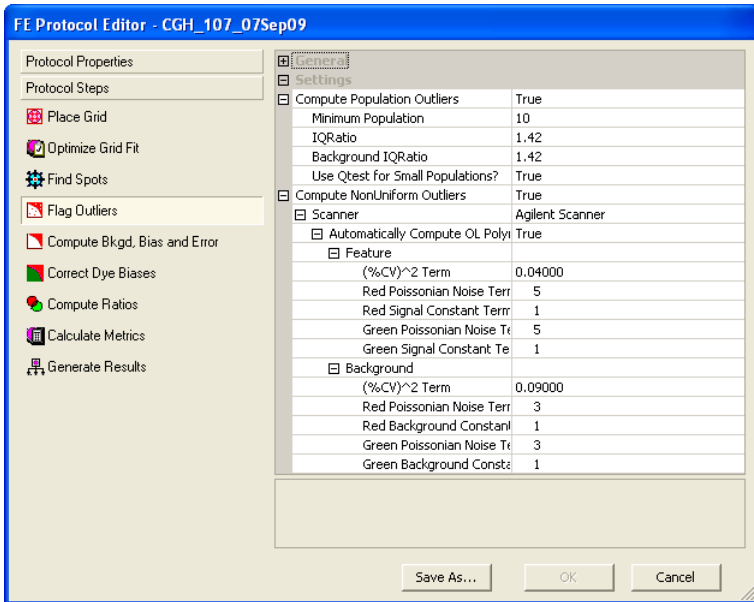 FE Protocol Editor - CGH_107_07Sep09
Protocol Properties
Protocol Steps
Place Grid
Optimize Grid Fit
Find Spots
Flag Outliers
Compute Bkgd, Bias and Error
Correct Dye Biases
Compute Ratios
Calculate Metrics
Generate Results
General
Settings
Compute Population Outliers True
Minimum Population 10
IQRatio 1.42
Background IQRatio 1.42
Use Qtest for Small Populations? True
Compute NonUniform Outliers True
Scanner Agilent Scanner
Automatically Compute OL Polyn True
Feature
(%CV)^2 Term 0.04000
Red Poissonian Noise Terr 5
Red Signal Constant Term 1
Green Poissonian Noise Te 5
Green Signal Constant Te 1
Background
(%CV)^2 Term 0.09000
Red Poissonian Noise Terr 3
Red Background Constant 1
Green Poissonian Noise Te 3
Green Background Consta 1
Save As...
OK
Cancel